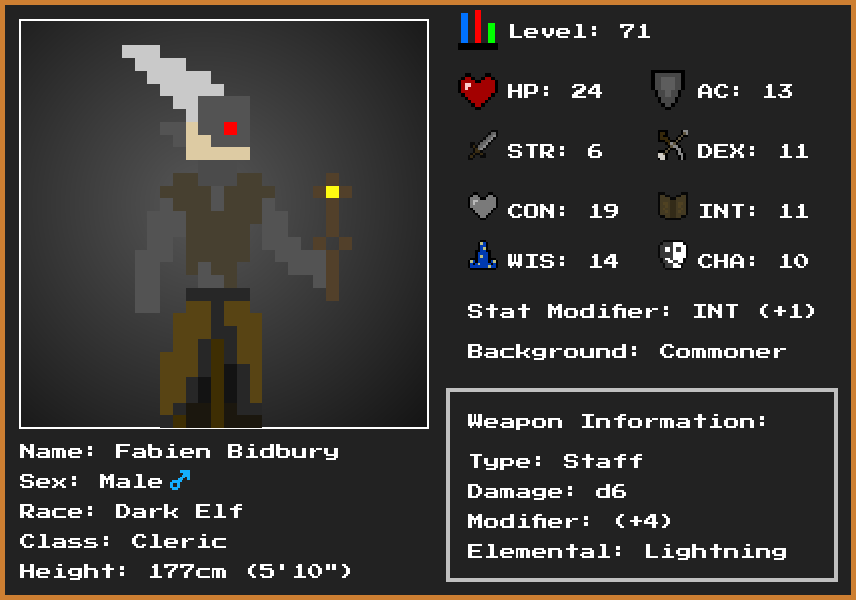 Level: 71
HP: 24 AC: 13
STR: 6 DEX: 11
CON: 19 INT: 11
WIS: 14 CHA: 10
Stat Modifier: INT (+1)
Background: Commoner
Weapon Information:
Type: Staff
Damage: d6
Modifier: (+4)
Elemental: Lightning
Name: Fabien Bidbury
Sex: Male ♂
Race: Dark Elf
Class: Cleric
Height: 177cm (5'10")